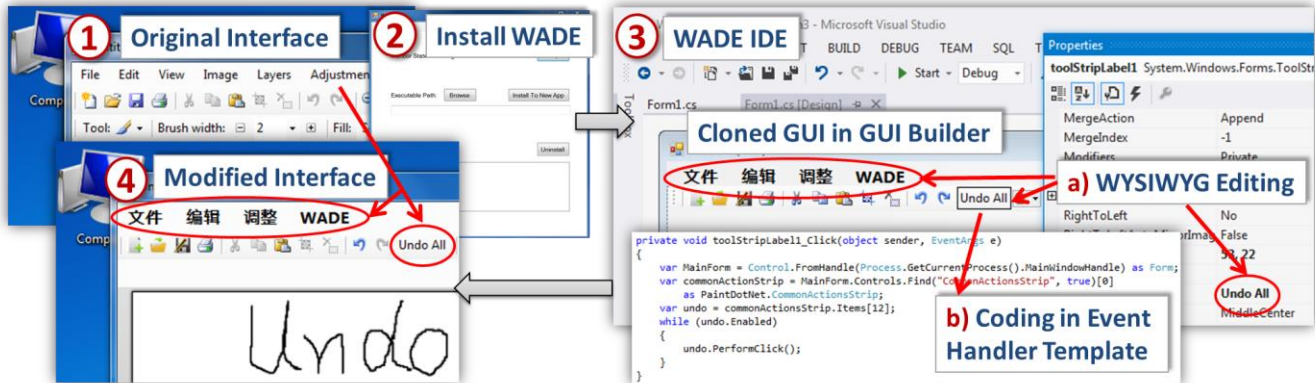 1 Original Interface
File Edit View Image Layers Adjustmen
Tool: Brush width: 2 Fill:
Comp
2 Install WADE
Executable Path: Browse Install To New App
Uninstall
3 WADE IDE
- Microsoft Visual Studio
BUILD DEBUG TEAM SQL
Start Debug
Toolbox
Form1.cs Form1.cs [Design]
Cloned GUI in GUI Builder
文件 编辑 调整 WADE
Undo All
Properties
toolStripLabel1 System.Windows.Forms.ToolStr
MergeAction Append
MergeIndex -1
Modifiers Private
a) WYSIWYG Editing
RightToLeft No
False
53, 22
Undo All
MiddleCenter
private void toolStripLabel1_Click(object sender, EventArgs e)
{
var MainForm = Control.FromHandle(Process.GetCurrentProcess().MainWindowHandle) as Form;
var commonActionStrip = MainForm.Controls.Find("CommonActionsStrip", true)[0]
as PaintDotNet.CommonActionsStrip;
var undo = commonActionStrip.Items[12];
while (undo.Enabled)
{
undo.PerformClick();
}
}
b) Coding in Event
Handler Template
4 Modified Interface
文件 编辑 调整 WADE
Comp
Undo All
Undo